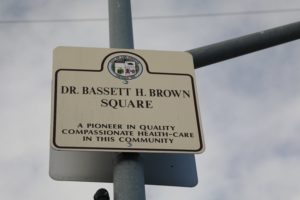 DR. BASSETT H. BROWN
SQUARE
A PIONEER IN QUALITY
COMPASSIONATE HEALTH-CARE
IN THIS COMMUNITY